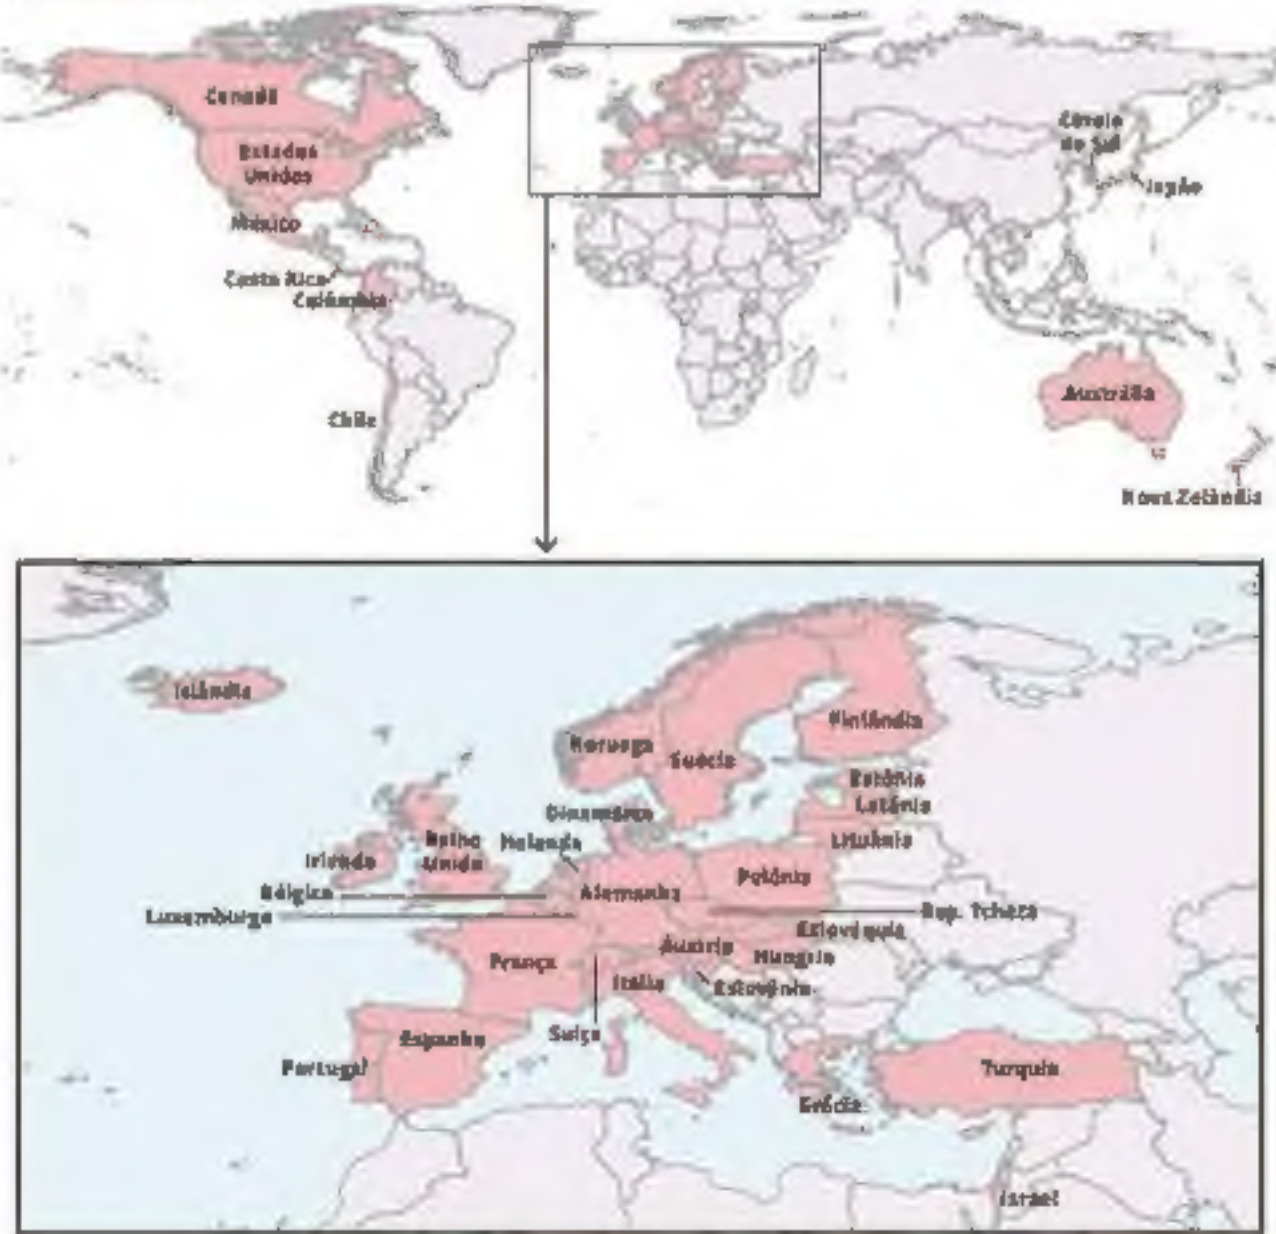 Canadá
Estados
Unidos
México
Costa Rica
Colômbia
Chile
Coreia
do Sul
Japão
Austrália
Nova Zelândia
Islândia
Noruega
Suécia
Finlândia
Estônia
Letônia
Lituânia
Dinamarca
Holanda
Irlanda
Reino
Unido
Bélgica
Luxemburgo
Alemanha
Polônia
Rep. Tcheca
Eslováquia
Áustria
Hungria
França
Itália
Eslovênia
Suíça
Espanha
Portugal
Grécia
Turquia
Israel